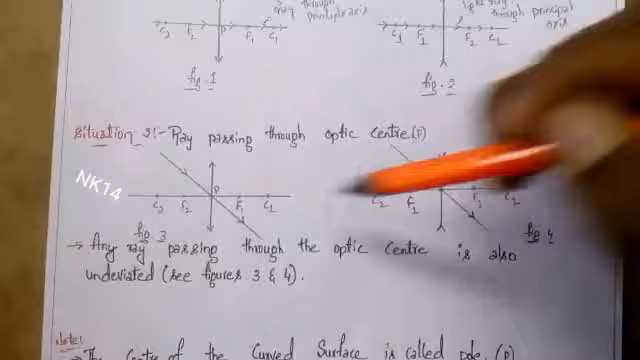 ray through
principle axis
through principal
axis
C2 F2 P F1 C1
C1 F1 F2 C2
fig. 1
fig. 2
Situation 2:- Ray passing through optic centre (P)
NK14
C2 F2 P F1 C1
C2 F1 F2 C2
fig 3
fig 4
→ Any ray passing through the optic centre is also
undeviated (see figures 3 & 4).
Note:
→ The Centre of the Curved Surface is called pole (P)